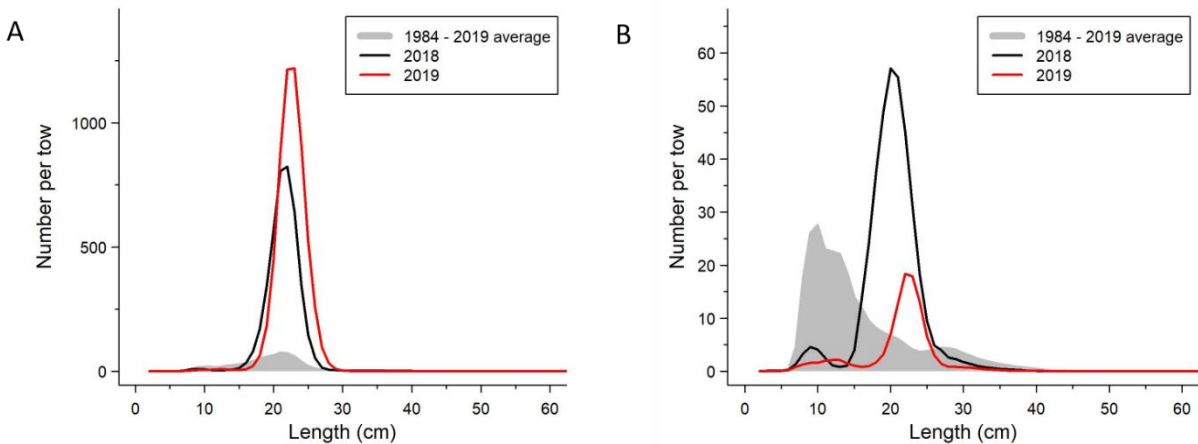 A
1984 - 2019 average
2018
2019
Number per tow
1000
500
0
0 10 20 30 40 50 60
Length (cm)
B
1984 - 2019 average
2018
2019
Number per tow
60
50
40
30
20
10
0
0 10 20 30 40 50 60
Length (cm)